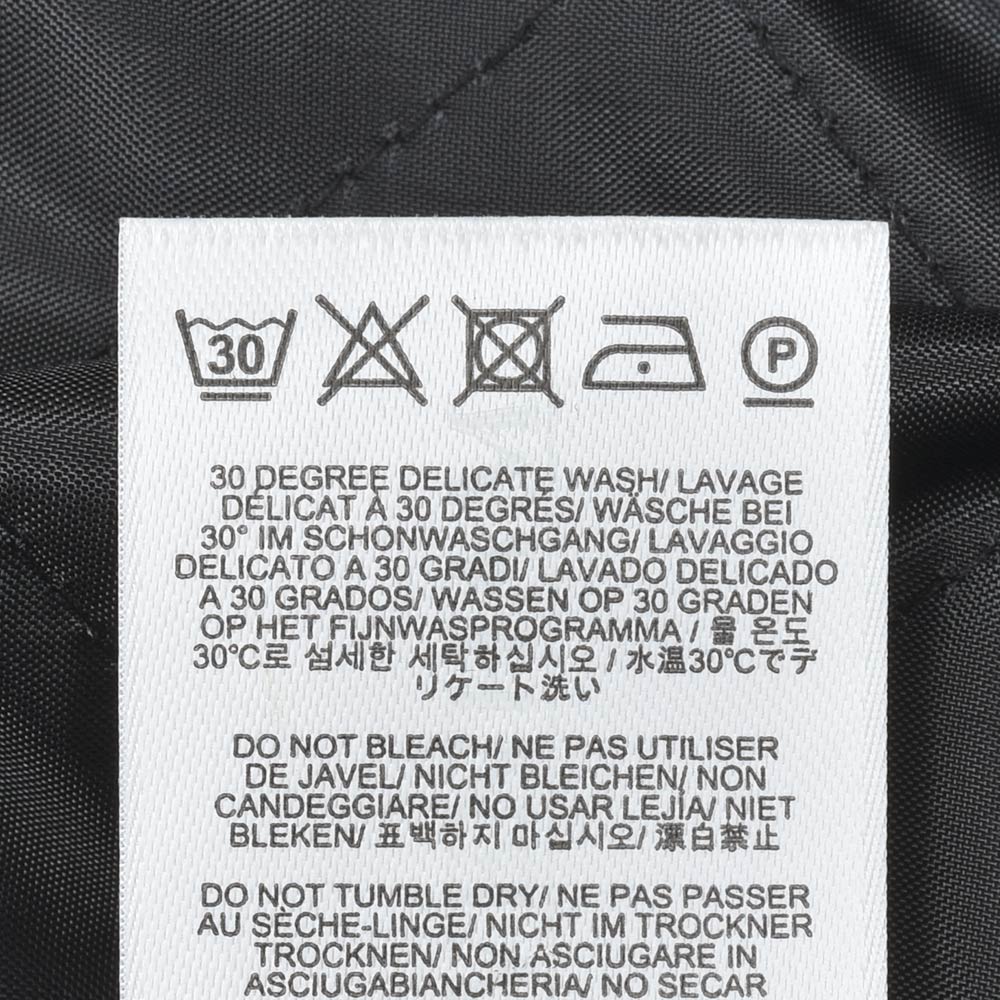 30
P
30 DEGREE DELICATE WASH/ LAVAGE
DÉLICAT À 30 DEGRÉS/ WÄSCHE BEI
30° IM SCHONWASCHGANG/ LAVAGGIO
DELICATO A 30 GRADI/ LAVADO DELICADO
A 30 GRADOS/ WASSEN OP 30 GRADEN
OP HET FIJNWASPROGRAMMA / 물 온도
30°C로 섬세한 세탁하십시오 / 水温30°Cでデ
リケート洗い
DO NOT BLEACH/ NE PAS UTILISER
DE JAVEL/ NICHT BLEICHEN/ NON
CANDEGGIARE/ NO USAR LEJÍA/ NIET
BLEKEN/ 표백하지 마십시오/ 漂白禁止
DO NOT TUMBLE DRY/ NE PAS PASSER
AU SÈCHE-LINGE/ NICHT IM TROCKNER
TROCKNEN/ NON ASCIUGARE IN
ASCIUGABIANCHERIA/ NO SECAR